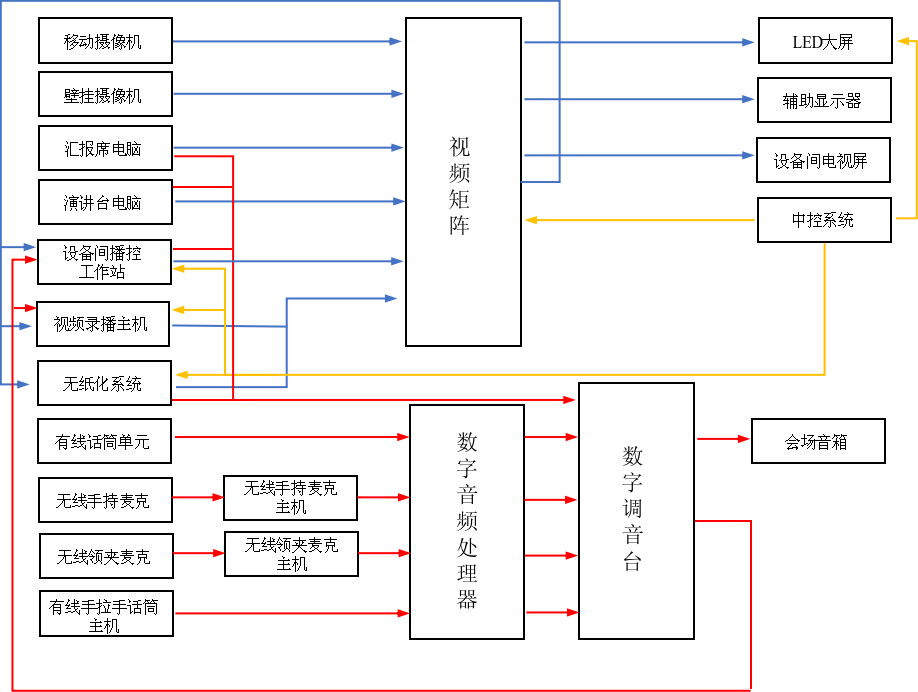 移动摄像机
壁挂摄像机
汇报席电脑
演讲台电脑
设备间播控
工作站
视频录播主机
无纸化系统
有线话筒单元
无线手持麦克
无线领夹麦克
有线手拉手话筒
主机
无线手持麦克
主机
无线领夹麦克
主机
视
频
矩
阵
数
字
音
频
处
理
器
数
字
调
音
台
LED大屏
辅助显示器
设备间电视屏
中控系统
会场音箱